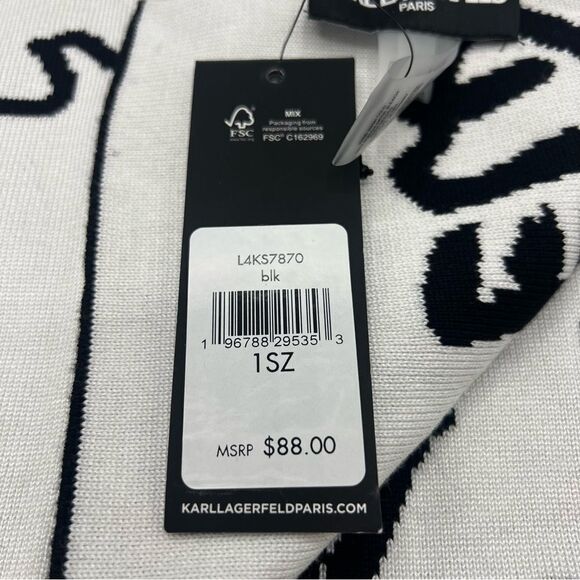 PARIS
FSC
MIX
Packaging from
responsible sources
FSC® C162969
L4KS7870
blk
1 96788 29535 3
1SZ
MSRP $88.00
KARLLAGERFELDPARIS.COM